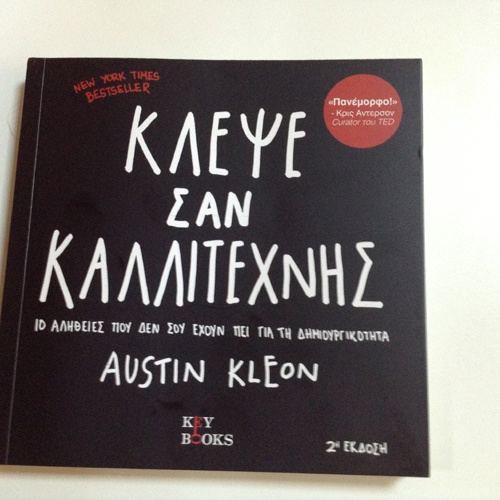 NEW YORK TIMES
BESTSELLER
«Πανέμορφο!»
- Κρις Αντερσον
Curator του TED
ΚΛΕΨΕ
ΣΑΝ
ΚΑΛΛΙΤΕΧΝΗΣ
10 ΑΛΗΘΕΙΕΣ ΠΟΥ ΔΕΝ ΣΟΥ ΕΧΟΥΝ ΠΕΙ ΓΙΑ ΤΗ ΔΗΜΙΟΥΡΓΙΚΟΤΗΤΑ
AUSTIN KLEON
KEY
BOOKS
2Η ΕΚΔΟΣΗ